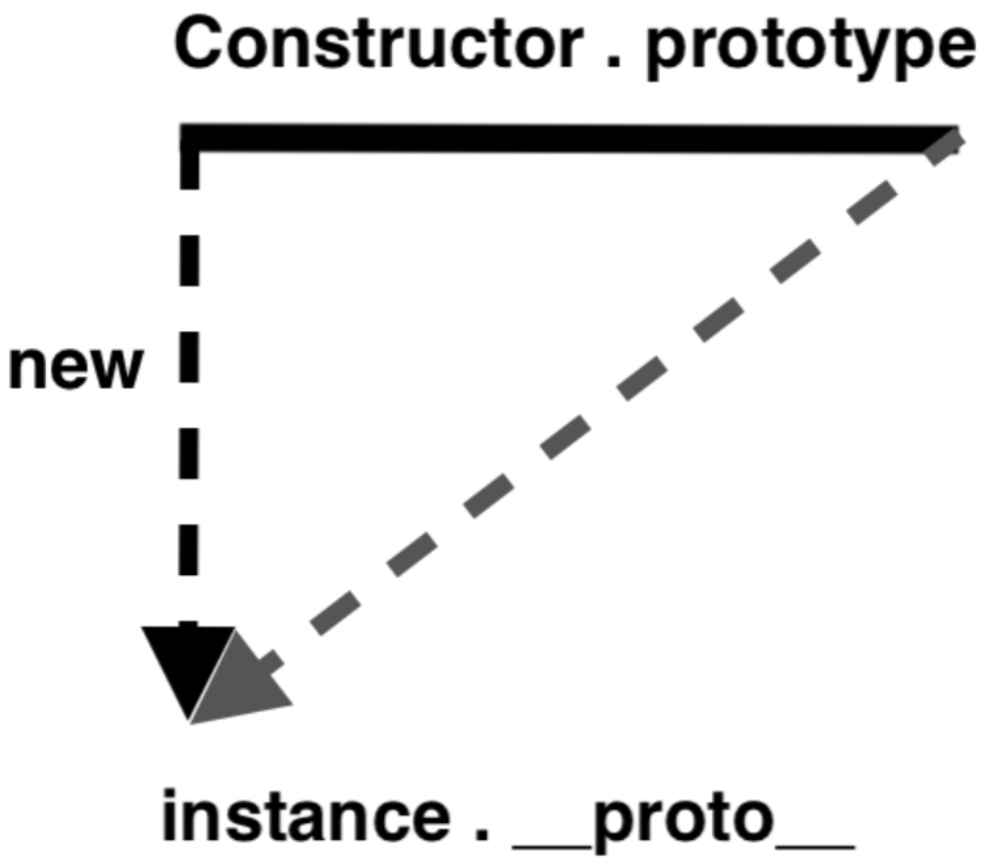 Constructor . prototype
new
instance . __proto__